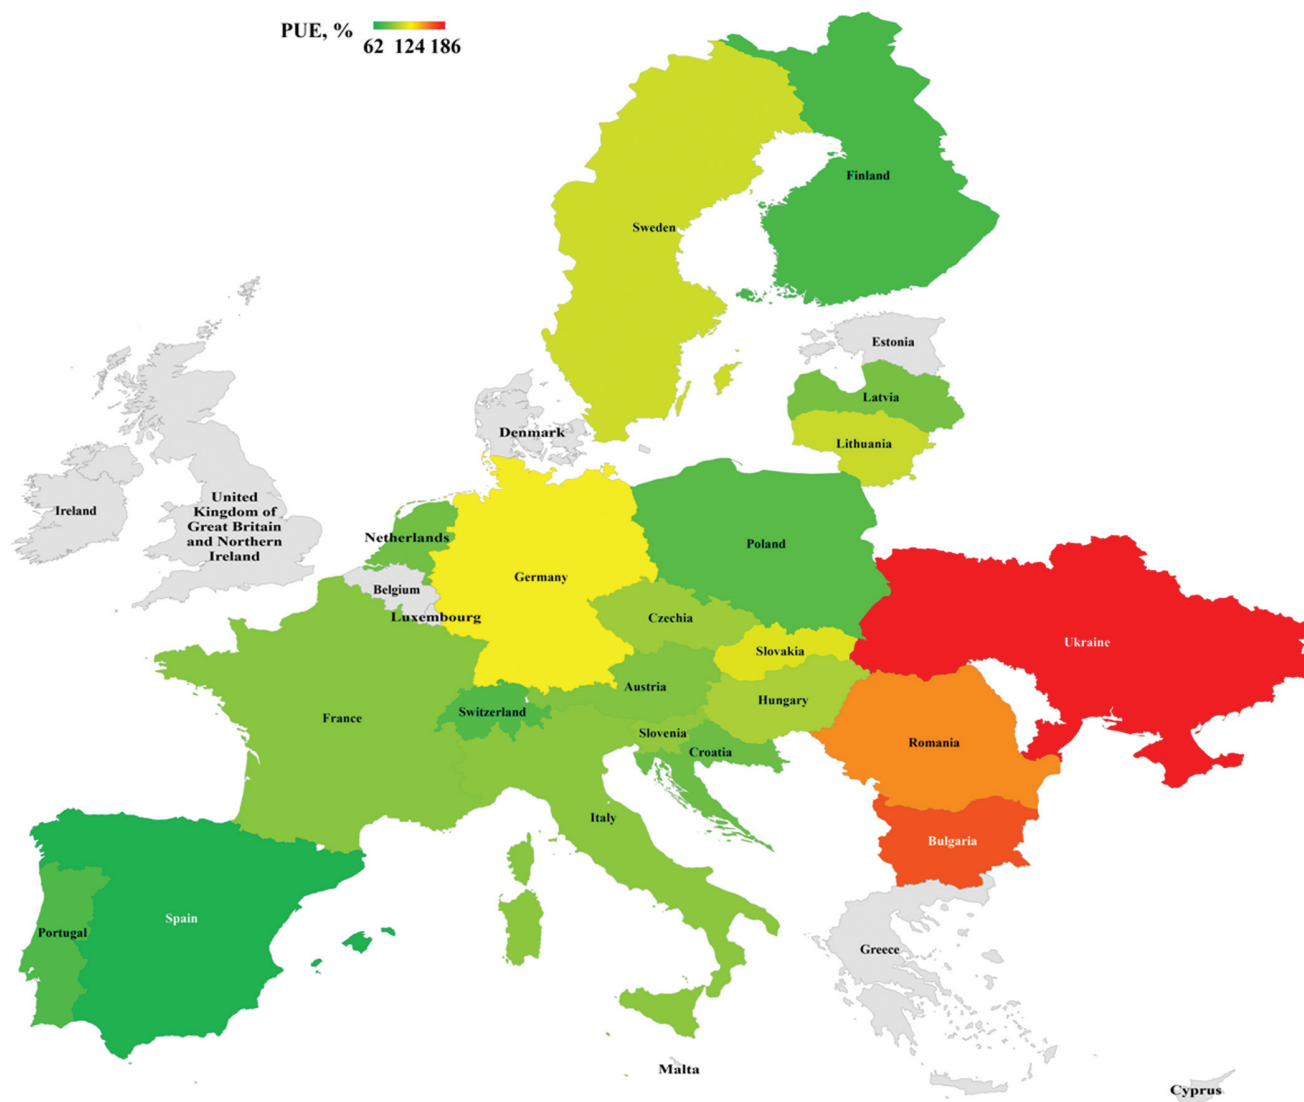 PUE, %
62 124 186
Finland
Sweden
Estonia
Latvia
Denmark
Lithuania
United
Kingdom of
Great Britain
and Northern
Ireland
Ireland
Netherlands
Poland
Germany
Belgium
Luxembourg
Czechia
Ukraine
Slovakia
Austria
Hungary
Switzerland
France
Slovenia
Romania
Croatia
Italy
Bulgaria
Spain
Portugal
Greece
Malta
Cyprus